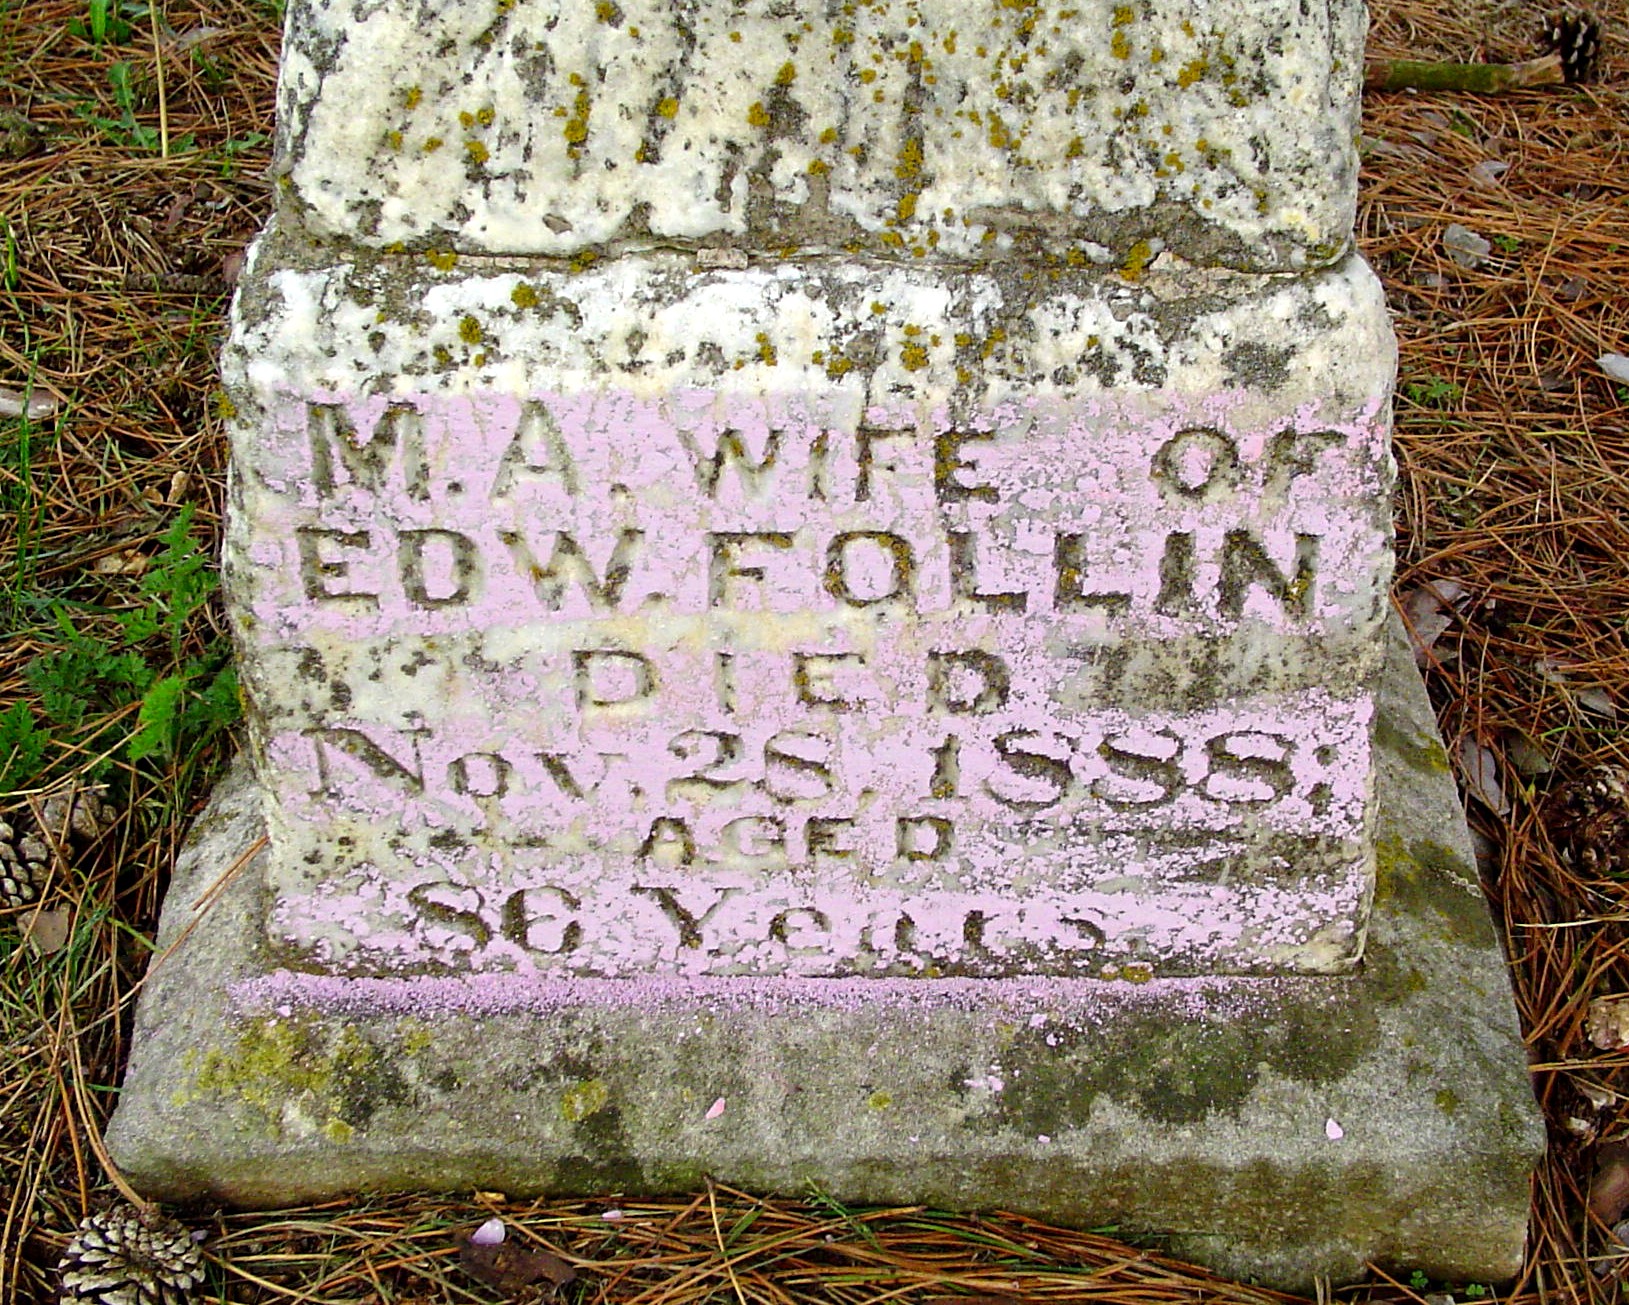 M. A. WIFE OF
EDW. FOLLIN
DIED
Nov. 28, 1888;
AGED
86 Years.